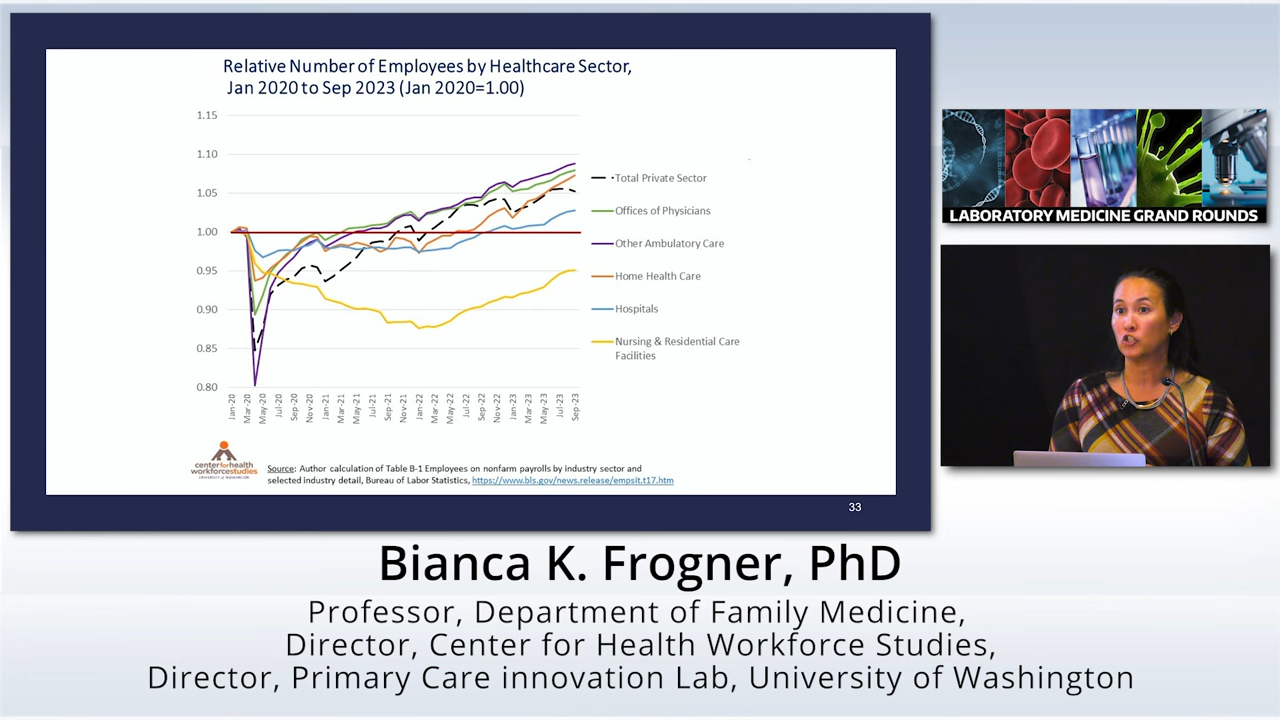 Relative Number of Employees by Healthcare Sector,
Jan 2020 to Sep 2023 (Jan 2020=1.00)
1.15
1.10
1.05
1.00
0.95
0.90
0.85
0.80
Jan-20
Mar-20
May-20
Jul-20
Sep-20
Nov-20
Jan-21
Mar-21
May-21
Jul-21
Sep-21
Nov-21
Jan-22
Mar-22
May-22
Jul-22
Sep-22
Nov-22
Jan-23
Mar-23
May-23
Jul-23
Sep-23
Total Private Sector
Offices of Physicians
Other Ambulatory Care
Home Health Care
Hospitals
Nursing & Residential Care
Facilities
centerforhealth
workforcestudies
UNIVERSITY of WASHINGTON
Source: Author calculation of Table B-1 Employees on nonfarm payrolls by industry sector and
selected industry detail, Bureau of Labor Statistics, https://www.bls.gov/news.release/empsit.t17.htm
33
LABORATORY MEDICINE GRAND ROUNDS
Bianca K. Frogner, PhD
Professor, Department of Family Medicine,
Director, Center for Health Workforce Studies,
Director, Primary Care innovation Lab, University of Washington